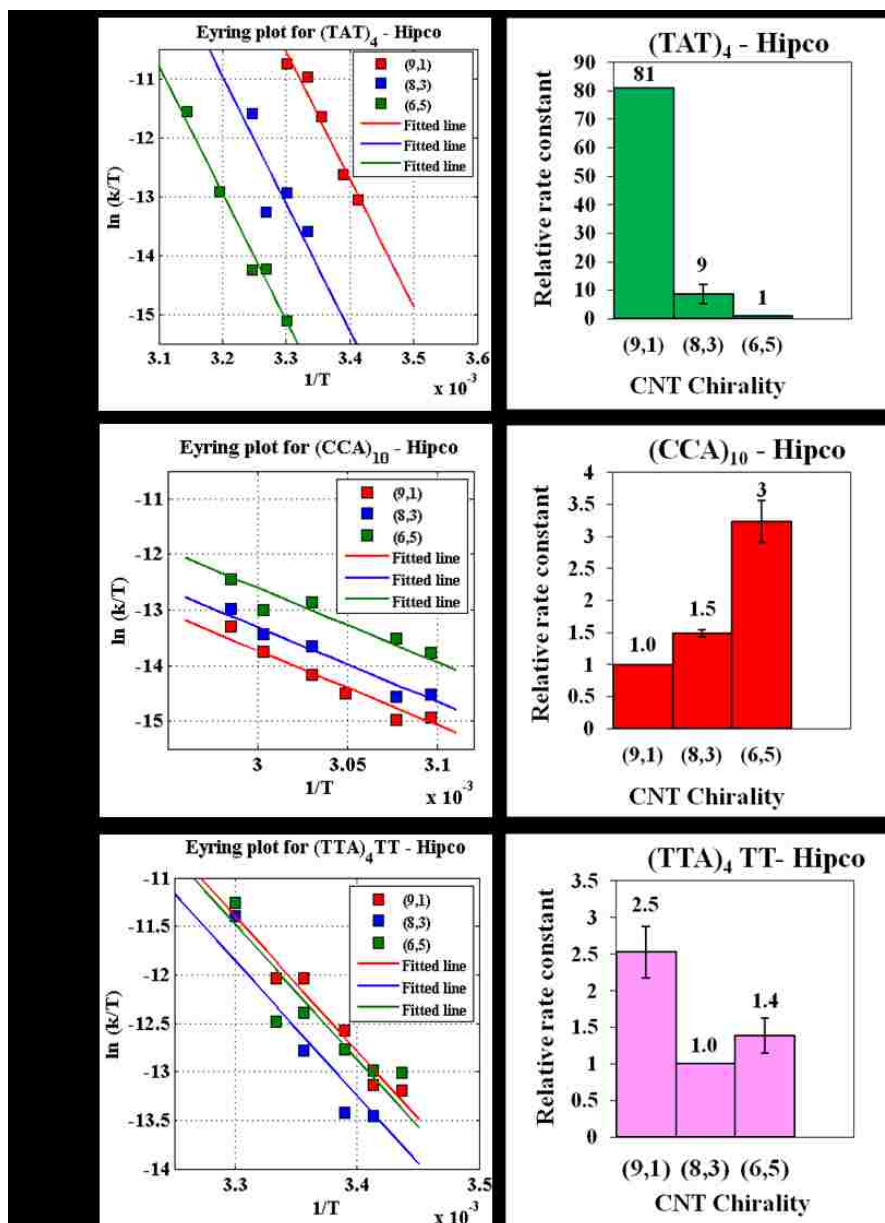 Eyring plot for (TAT)4 - Hipco
-11
-12
-13
-14
-15
ln (k/T)
3.1 3.2 3.3 3.4 3.5 3.6
1/T
x 10-3
(9,1)
(8,3)
(6,5)
Fitted line
Fitted line
Fitted line
(TAT)4 - Hipco
90
80
70
60
50
40
30
20
10
0
Relative rate constant
81
9
1
(9,1) (8,3) (6,5)
CNT Chirality
Eyring plot for (CCA)10 - Hipco
-11
-12
-13
-14
-15
ln (k/T)
3 3.05 3.1
1/T
x 10-3
(9,1)
(8,3)
(6,5)
Fitted line
Fitted line
Fitted line
(CCA)10 - Hipco
4
3.5
3
2.5
2
1.5
1
0.5
0
Relative rate constant
1.0
1.5
3
(9,1) (8,3) (6,5)
CNT Chirality
Eyring plot for (TTA)4TT - Hipco
-11
-11.5
-12
-12.5
-13
-13.5
-14
ln (k/T)
3.3 3.4 3.5
1/T
x 10-3
(9,1)
(8,3)
(6,5)
Fitted line
Fitted line
Fitted line
(TTA)4 TT- Hipco
3.5
3
2.5
2
1.5
1
0.5
0
Relative rate constant
2.5
1.0
1.4
(9,1) (8,3) (6,5)
CNT Chirality